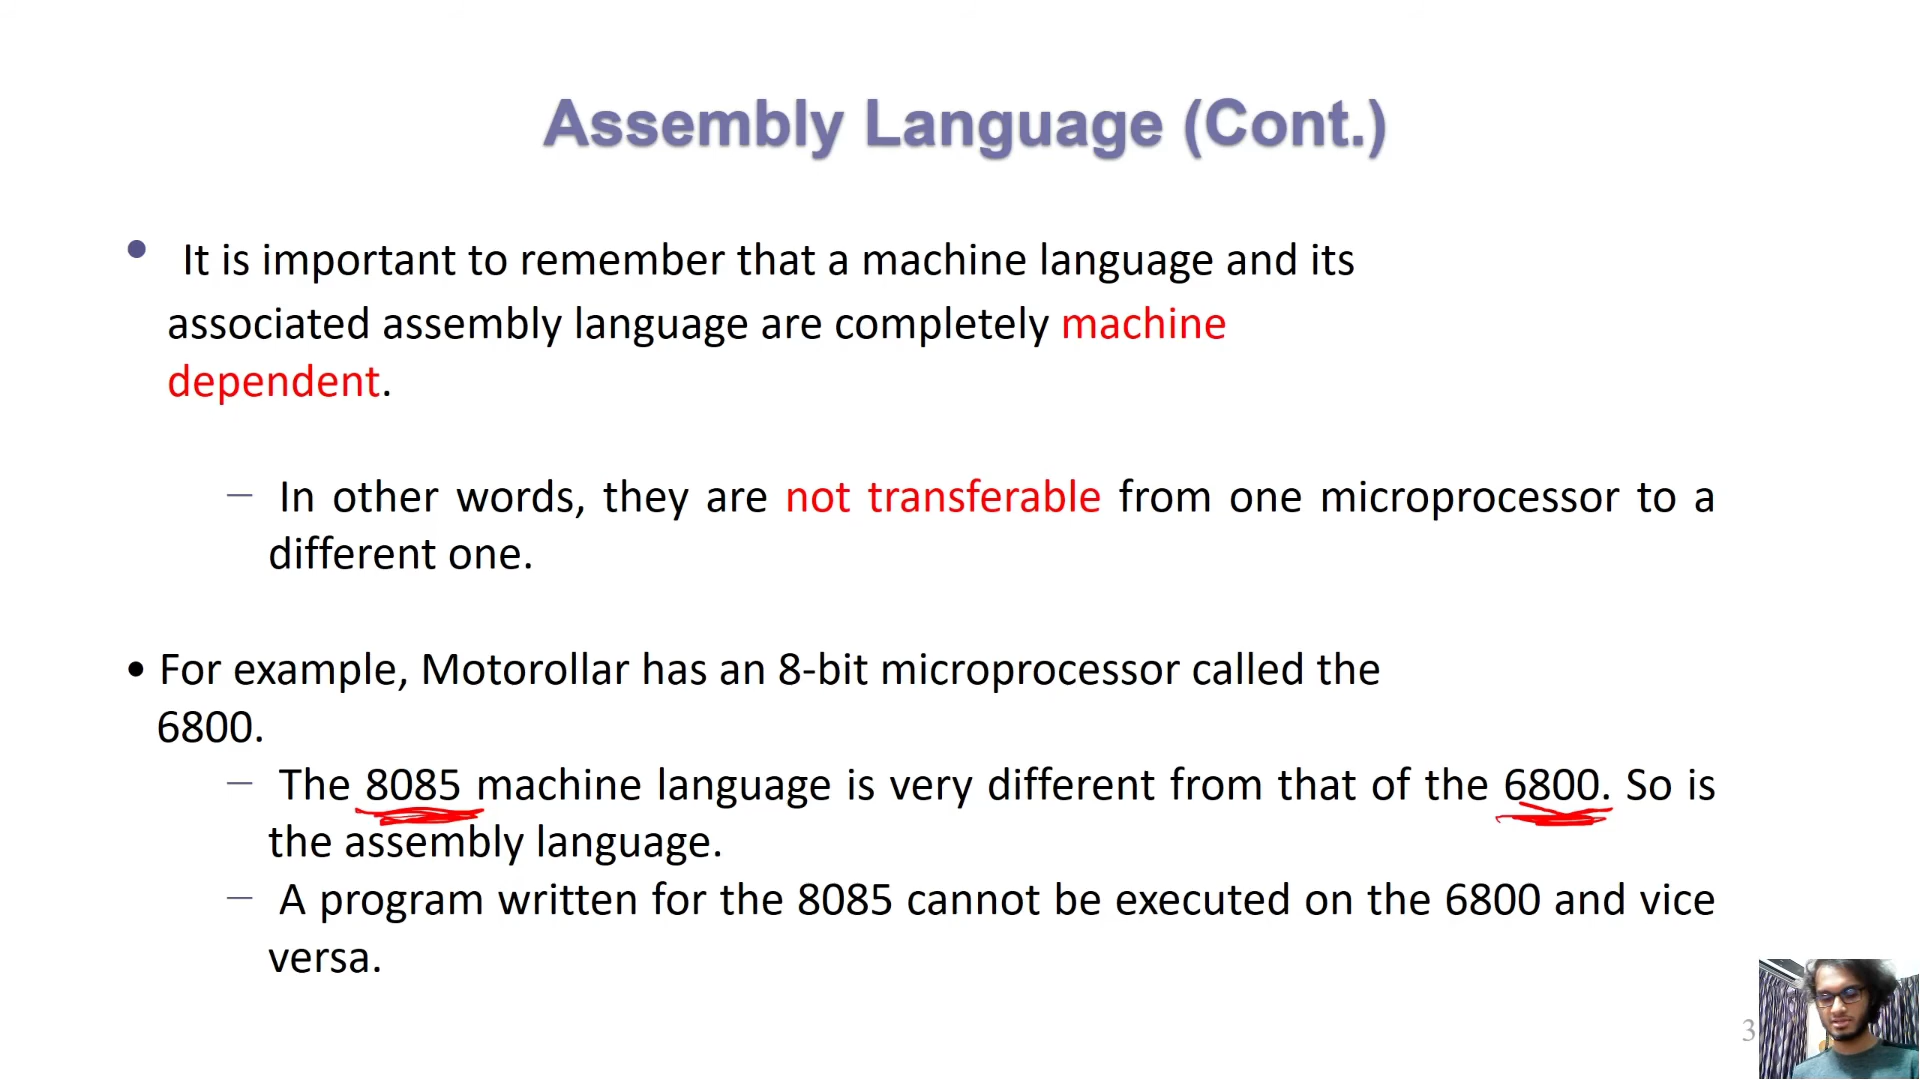 Assembly Language (Cont.)
• It is important to remember that a machine language and its
associated assembly language are completely machine
dependent.
– In other words, they are not transferable from one microprocessor to a
different one.
• For example, Motorollar has an 8-bit microprocessor called the
6800.
– The 8085 machine language is very different from that of the 6800. So is
the assembly language.
– A program written for the 8085 cannot be executed on the 6800 and vice
versa.
3